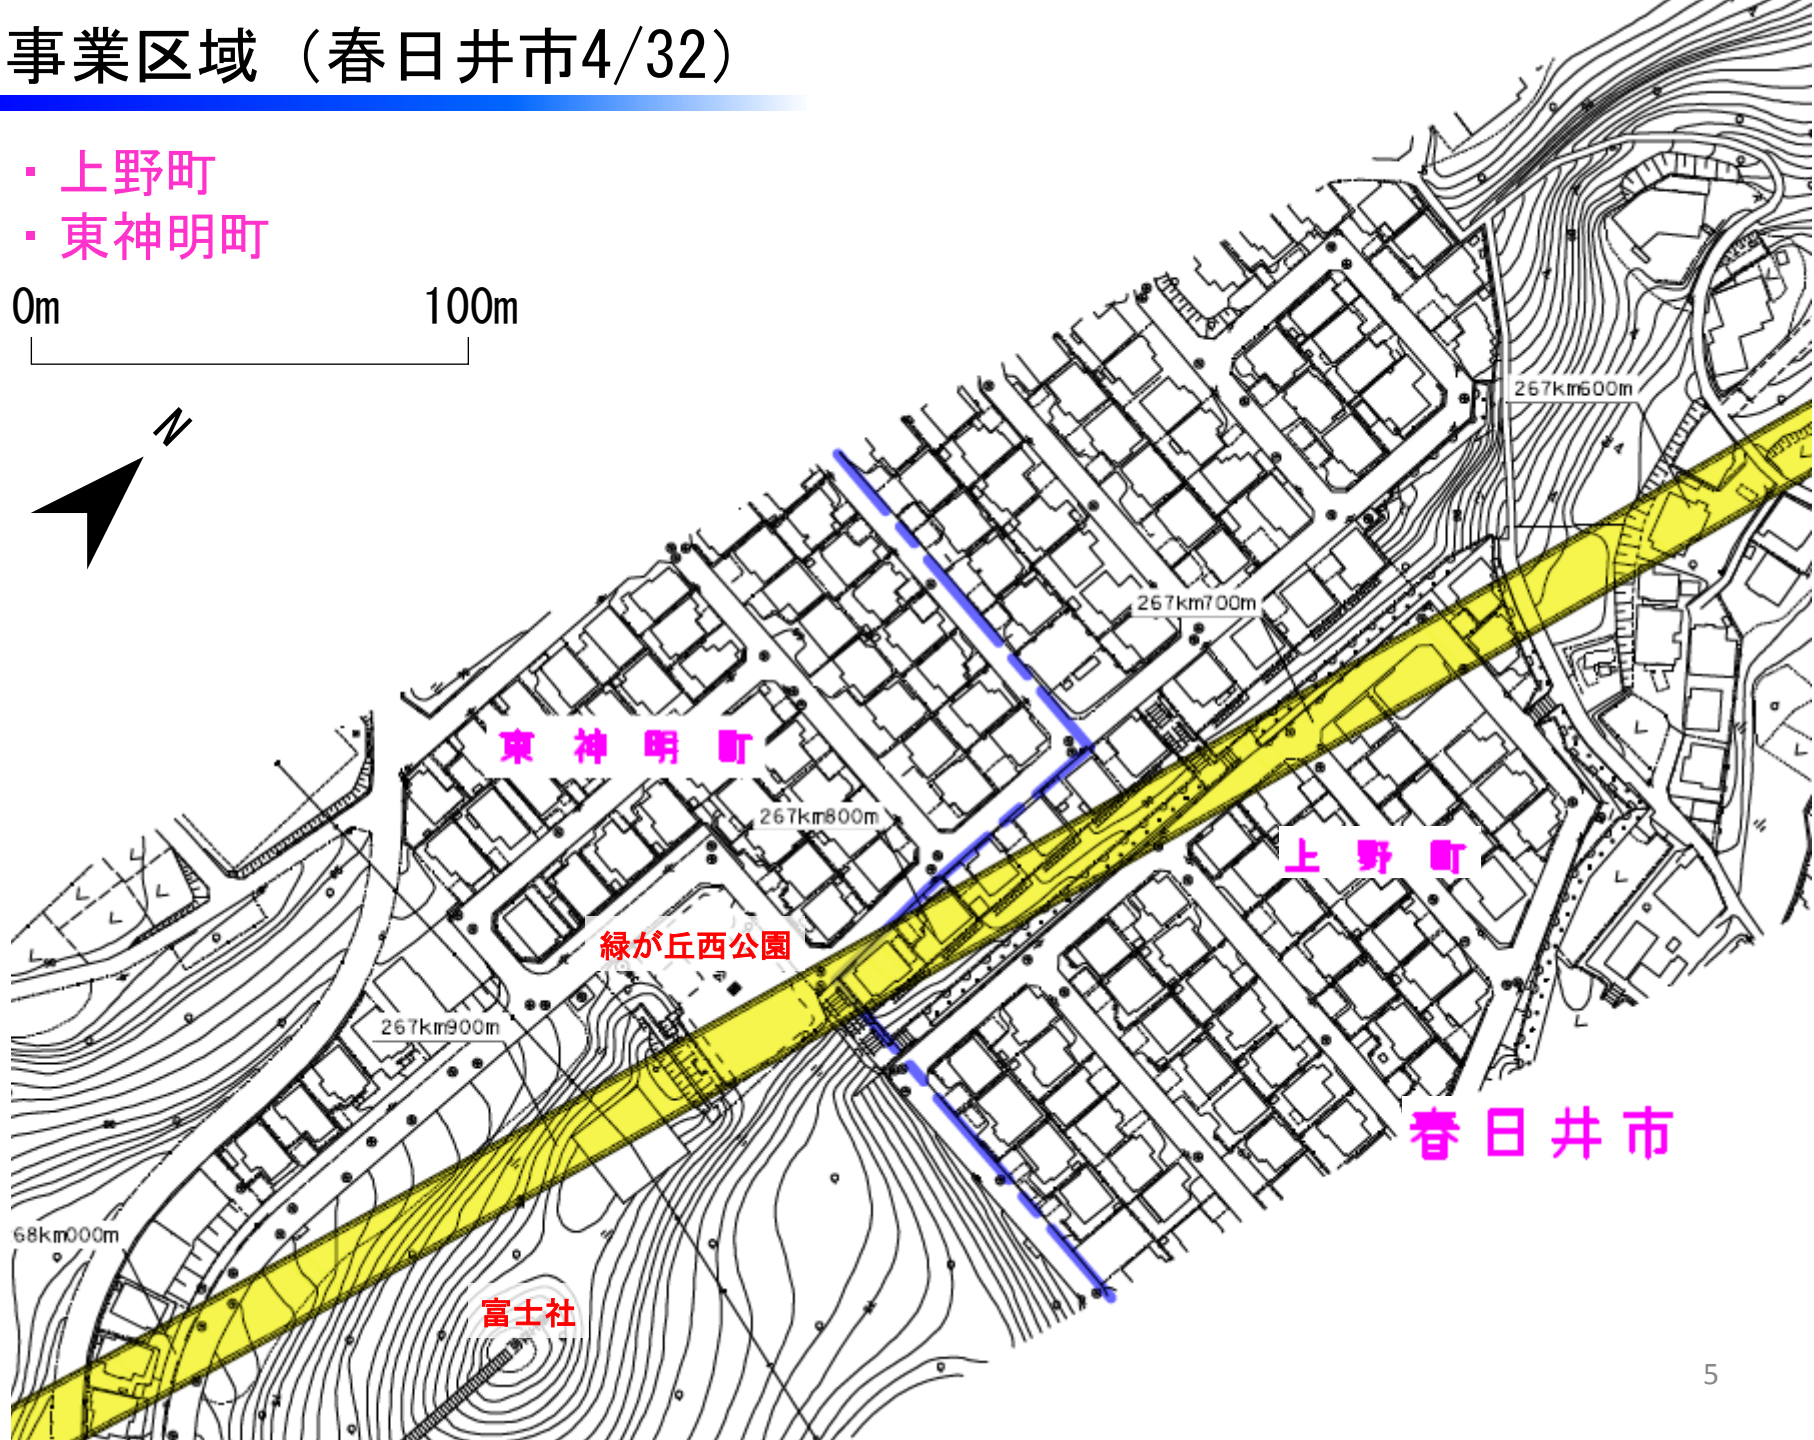 事業区域（春日井市4/32）
・上野町
・東神明町
0m 100m
N
267km600m
267km700m
東神明町
267km800m
上野町
緑が丘西公園
267km900m
春日井市
68km000m
富士社
5